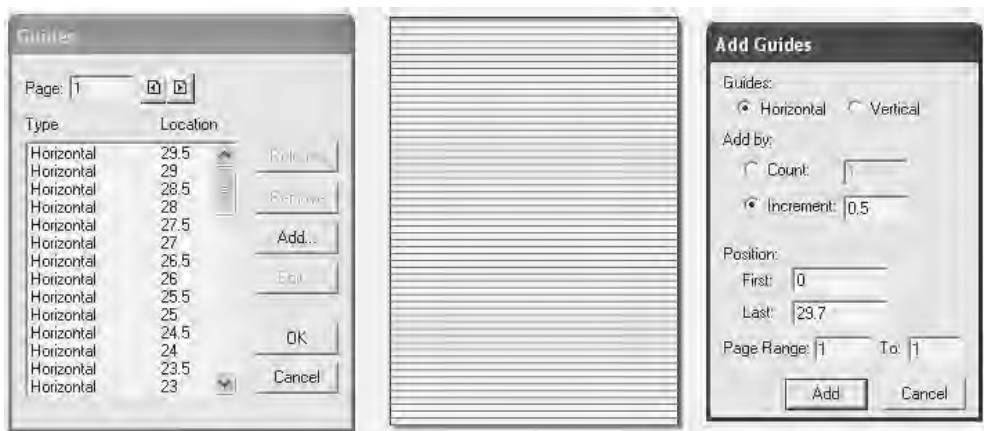 Guides
Page: 1
Type Location
Horizontal 29.5
Horizontal 29
Horizontal 28.5
Horizontal 28
Horizontal 27.5
Horizontal 27
Horizontal 26.5
Horizontal 26
Horizontal 25.5
Horizontal 25
Horizontal 24.5
Horizontal 24
Horizontal 23.5
Horizontal 23
Release
Remove
Add...
Edit...
OK
Cancel
Add Guides
Guides:
Horizontal Vertical
Add by:
Count: 1
Increment: 0.5
Position:
First: 0
Last: 29.7
Page Range: 1 To: 1
Add Cancel